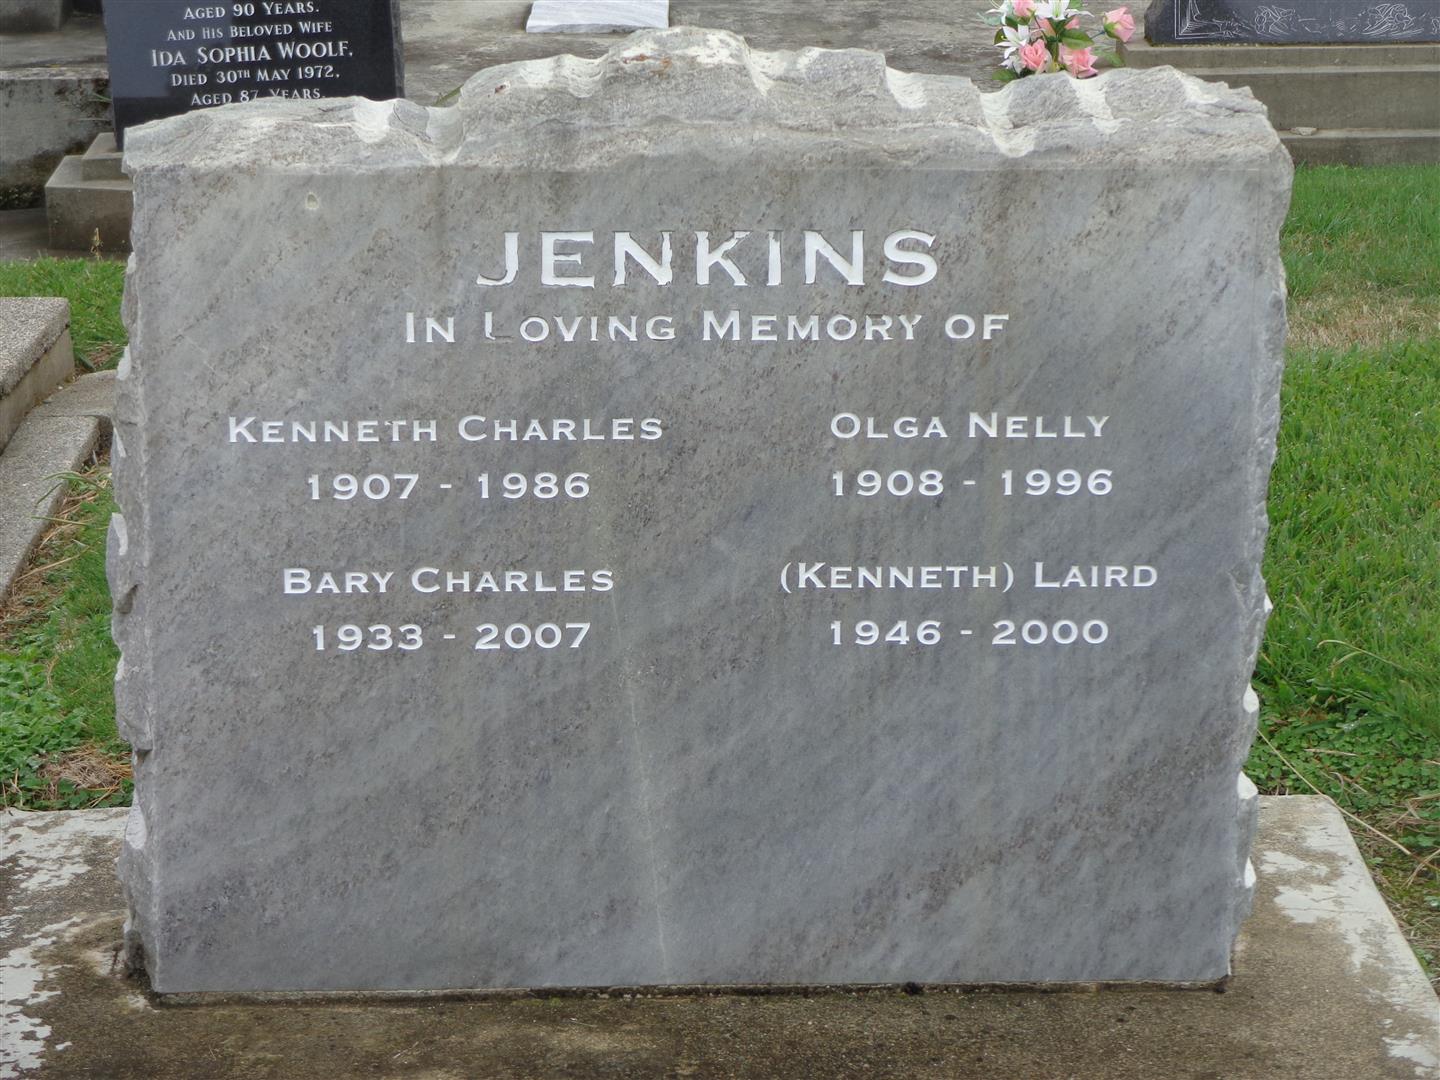 Aged 90 Years.
And His Beloved Wife
Ida Sophia Woolf,
Died 30th May 1972,
Aged 87 Years.
JENKINS
In Loving Memory of
Kenneth Charles
1907 - 1986
Olga Nelly
1908 - 1996
Bary Charles
1933 - 2007
(Kenneth) Laird
1946 - 2000